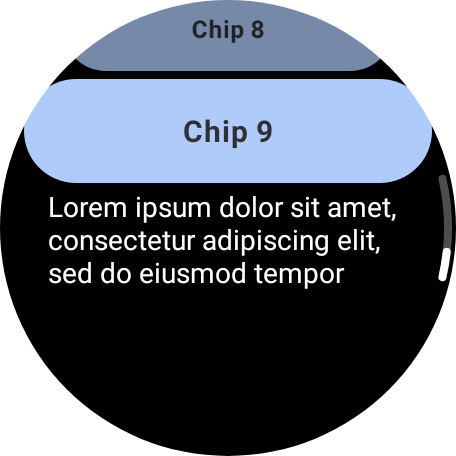 Chip 8
Chip 9
Lorem ipsum dolor sit amet,
consectetur adipiscing elit,
sed do eiusmod tempor